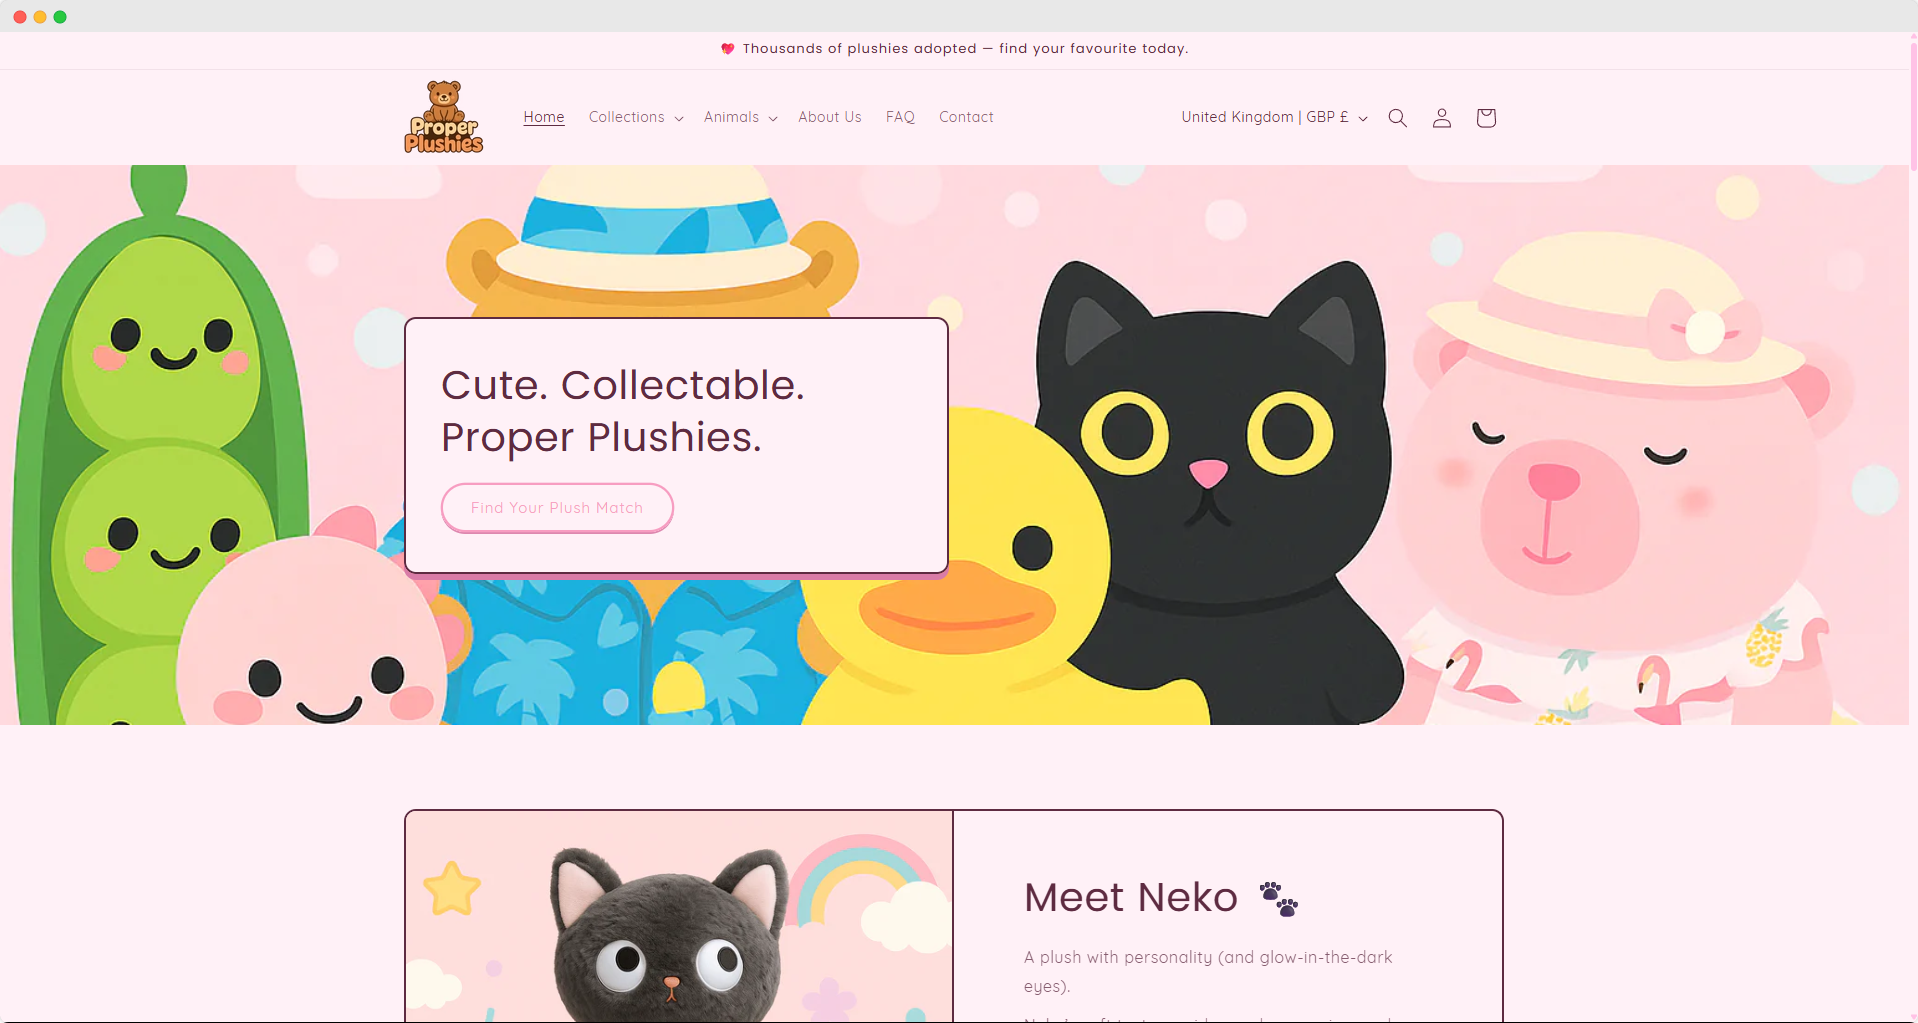 Thousands of plushies adopted — find your favourite today.
Proper
Plushies
Home
Collections
Animals
About Us
FAQ
Contact
United Kingdom | GBP £
Cute. Collectable.
Proper Plushies.
Find Your Plush Match
Meet Neko
A plush with personality (and glow-in-the-dark
eyes).